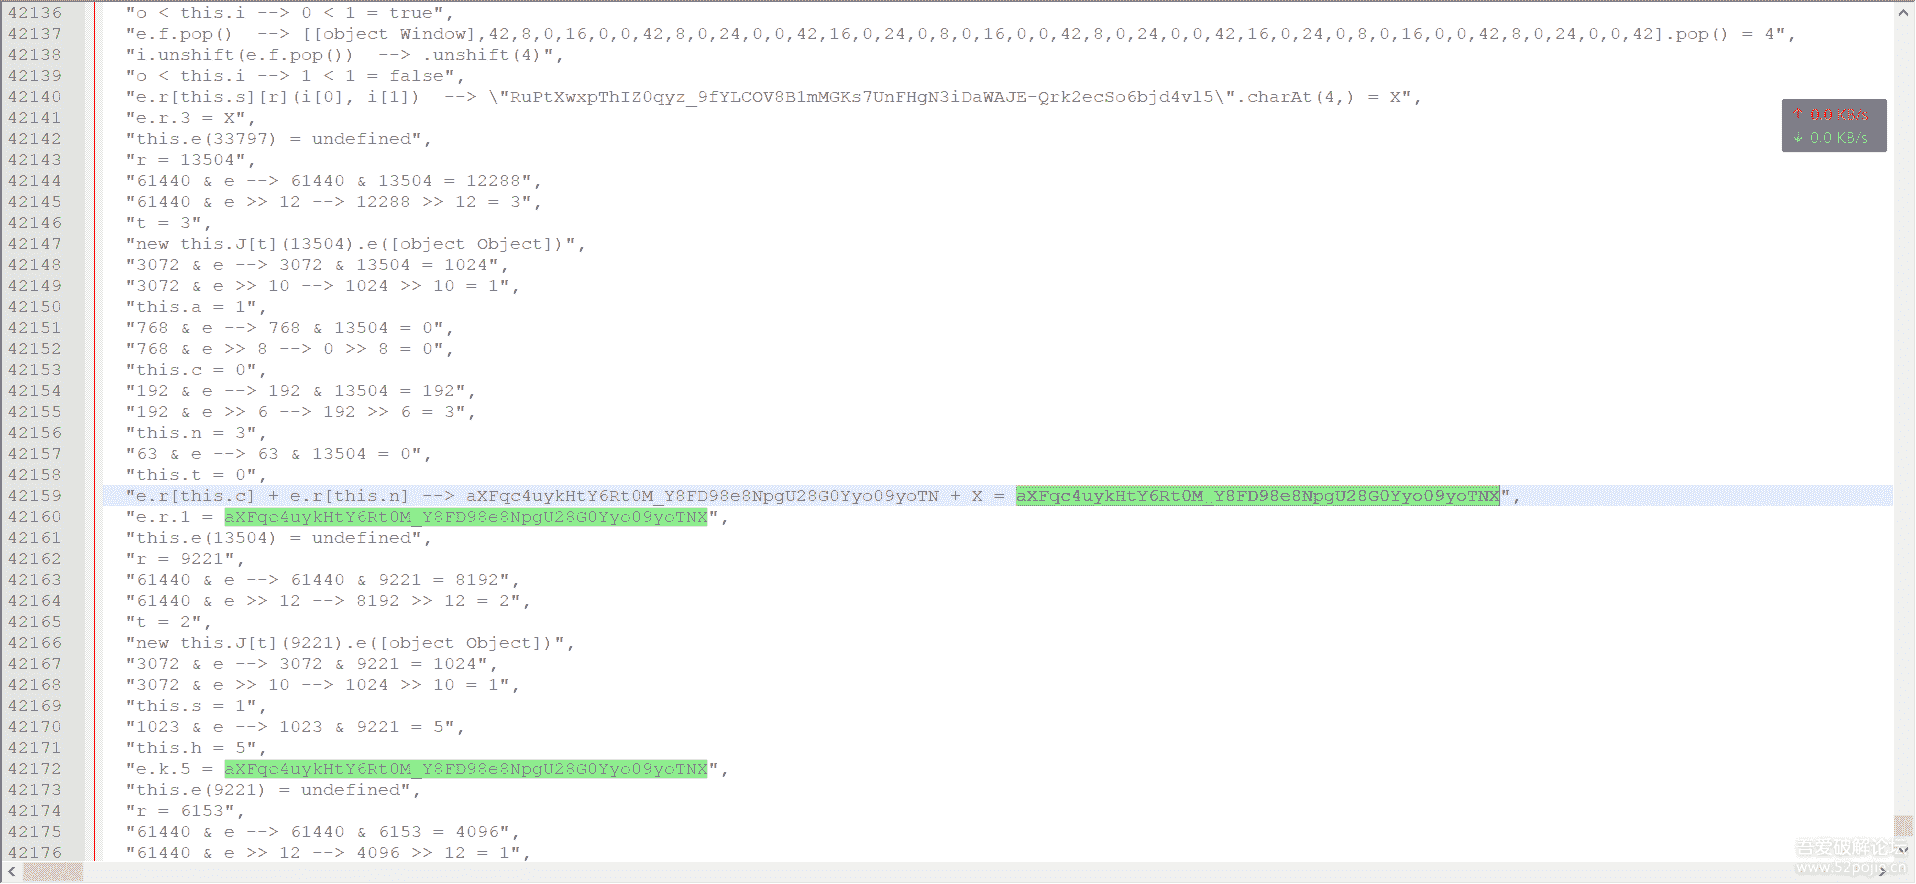 42136 "o < this.i --> 0 < 1 = true",
42137 "e.f.pop()  --> [[object Window],42,8,0,16,0,0,42,8,0,24,0,0,42,16,0,24,0,8,0,16,0,0,42,8,0,24,0,0,42,16,0,24,0,8,0,16,0,0,42,8,0,24,0,0,42].pop() = 4",
42138 "i.unshift(e.f.pop())  --> .unshift(4)",
42139 "o < this.i --> 1 < 1 = false",
42140 "e.r[this.s][r](i[0], i[1])  --> \"RuPtXwxpThIZ0qyz_9fYLCOV8B1mMGKs7UnFHgN3iDaWAJE-Qrk2ecSo6bjd4vl5\".charAt(4,) = X",
42141 "e.r.3 = X",
42142 "this.e(33797) = undefined",
42143 "r = 13504",
42144 "61440 & e --> 61440 & 13504 = 12288",
42145 "61440 & e >> 12 --> 12288 >> 12 = 3",
42146 "t = 3",
42147 "new this.J[t](13504).e([object Object])",
42148 "3072 & e --> 3072 & 13504 = 1024",
42149 "3072 & e >> 10 --> 1024 >> 10 = 1",
42150 "this.a = 1",
42151 "768 & e --> 768 & 13504 = 0",
42152 "768 & e >> 8 --> 0 >> 8 = 0",
42153 "this.c = 0",
42154 "192 & e --> 192 & 13504 = 192",
42155 "192 & e >> 6 --> 192 >> 6 = 3",
42156 "this.n = 3",
42157 "63 & e --> 63 & 13504 = 0",
42158 "this.t = 0",
42159 "e.r[this.c] + e.r[this.n] --> aXFqc4uykHtY6Rt0M_Y8FD98e8NpgU28G0Yyo09yoTN + X = aXFqc4uykHtY6Rt0M_Y8FD98e8NpgU28G0Yyo09yoTNX",
42160 "e.r.1 = aXFqc4uykHtY6Rt0M_Y8FD98e8NpgU28G0Yyo09yoTNX",
42161 "this.e(13504) = undefined",
42162 "r = 9221",
42163 "61440 & e --> 61440 & 9221 = 8192",
42164 "61440 & e >> 12 --> 8192 >> 12 = 2",
42165 "t = 2",
42166 "new this.J[t](9221).e([object Object])",
42167 "3072 & e --> 3072 & 9221 = 1024",
42168 "3072 & e >> 10 --> 1024 >> 10 = 1",
42169 "this.s = 1",
42170 "1023 & e --> 1023 & 9221 = 5",
42171 "this.h = 5",
42172 "e.k.5 = aXFqc4uykHtY6Rt0M_Y8FD98e8NpgU28G0Yyo09yoTNX",
42173 "this.e(9221) = undefined",
42174 "r = 6153",
42175 "61440 & e --> 61440 & 6153 = 4096",
42176 "61440 & e >> 12 --> 4096 >> 12 = 1",
↑ 0.0 KB/s
↓ 0.0 KB/s
吾爱破解论坛
www.52pojie.cn